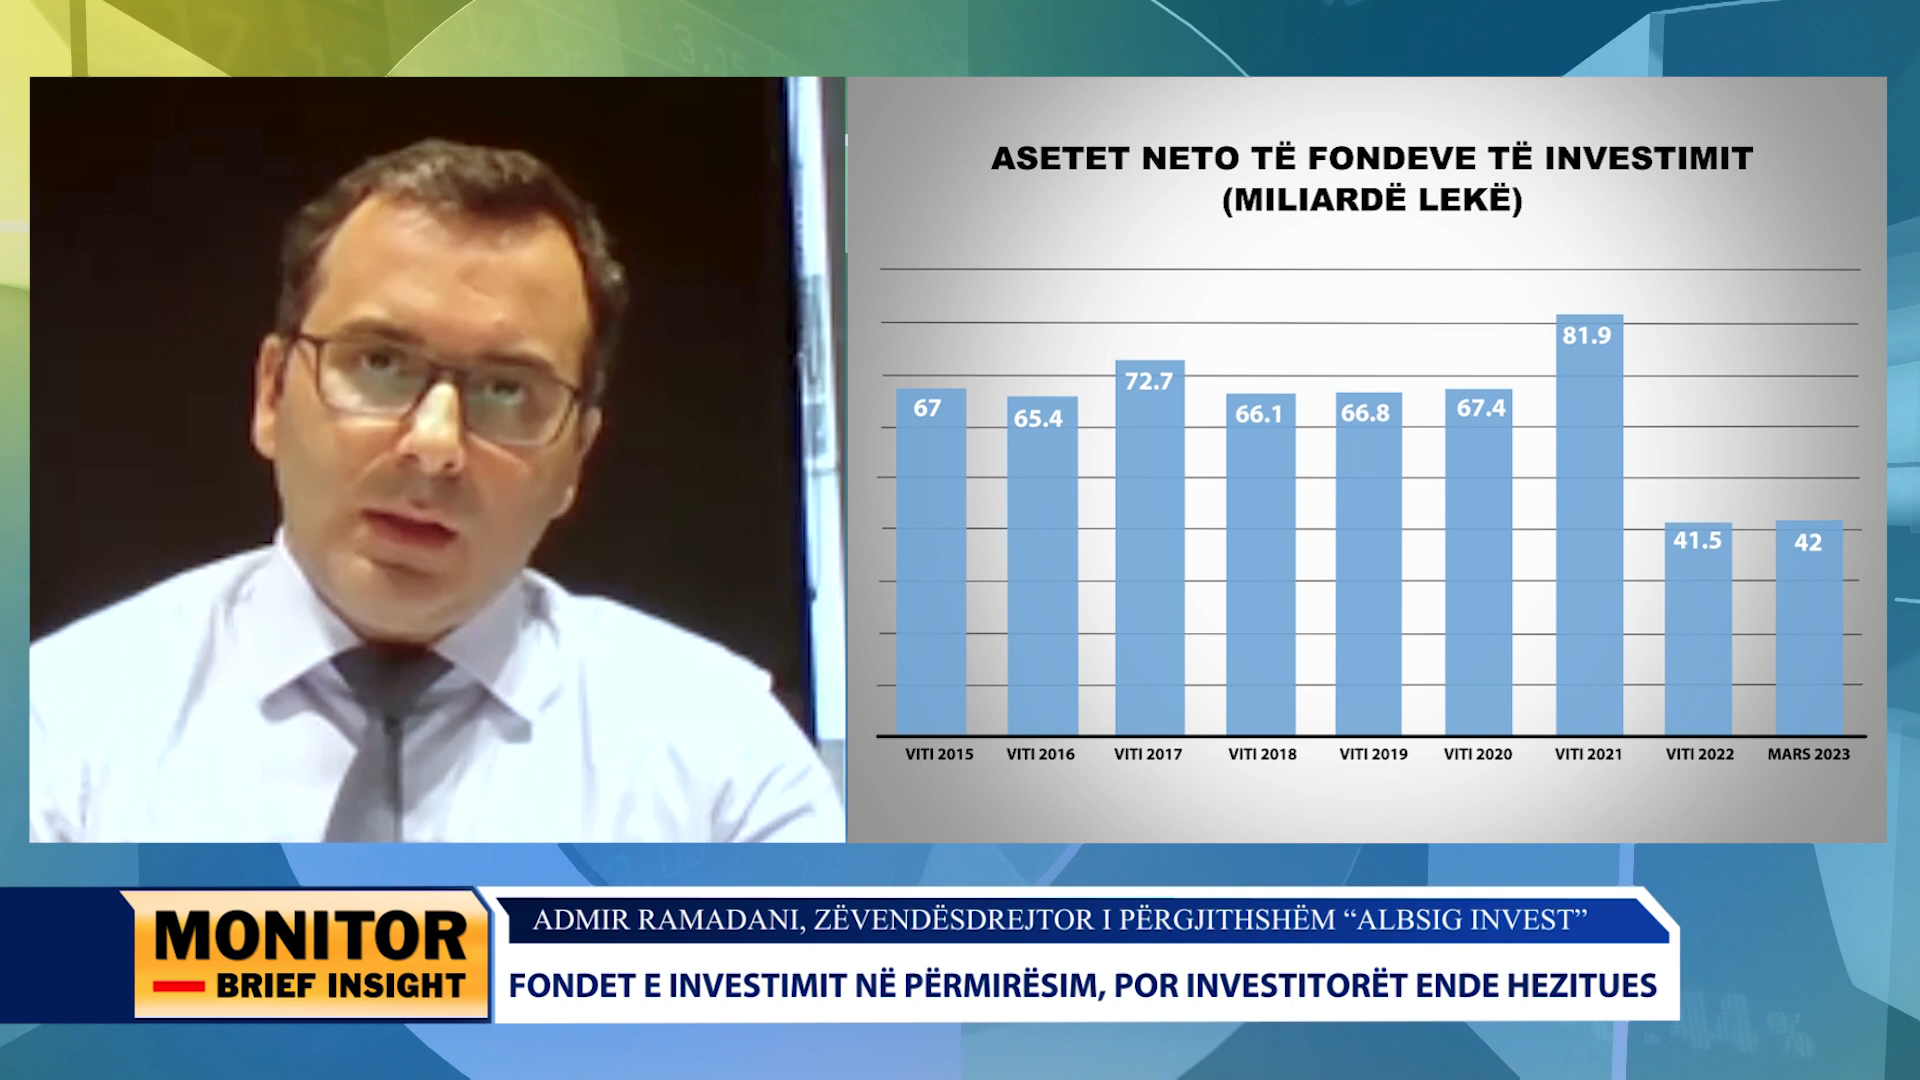 ASETET NETO TË FONDEVE TË INVESTIMIT
(MILIARDË LEKË)
67
65.4
72.7
66.1
66.8
67.4
81.9
41.5
42
VITI 2015
VITI 2016
VITI 2017
VITI 2018
VITI 2019
VITI 2020
VITI 2021
VITI 2022
MARS 2023
MONITOR
BRIEF INSIGHT
ADMIR RAMADANI, ZËVENDËSDREJTOR I PËRGJITHSHËM “ALBSIG INVEST”
FONDET E INVESTIMIT NË PËRMIRËSIM, POR INVESTITORËT ENDE HEZITUES